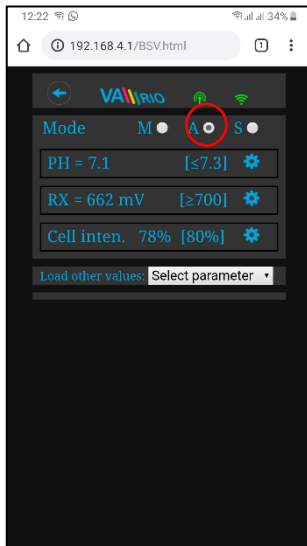 12:22 34%
192.168.4.1/BSV.html 1
VA RIO
Mode M A S
PH = 7.1 [≤7.3]
RX = 662 mV [≥700]
Cell inten. 78% [80%]
Load other values: Select parameter